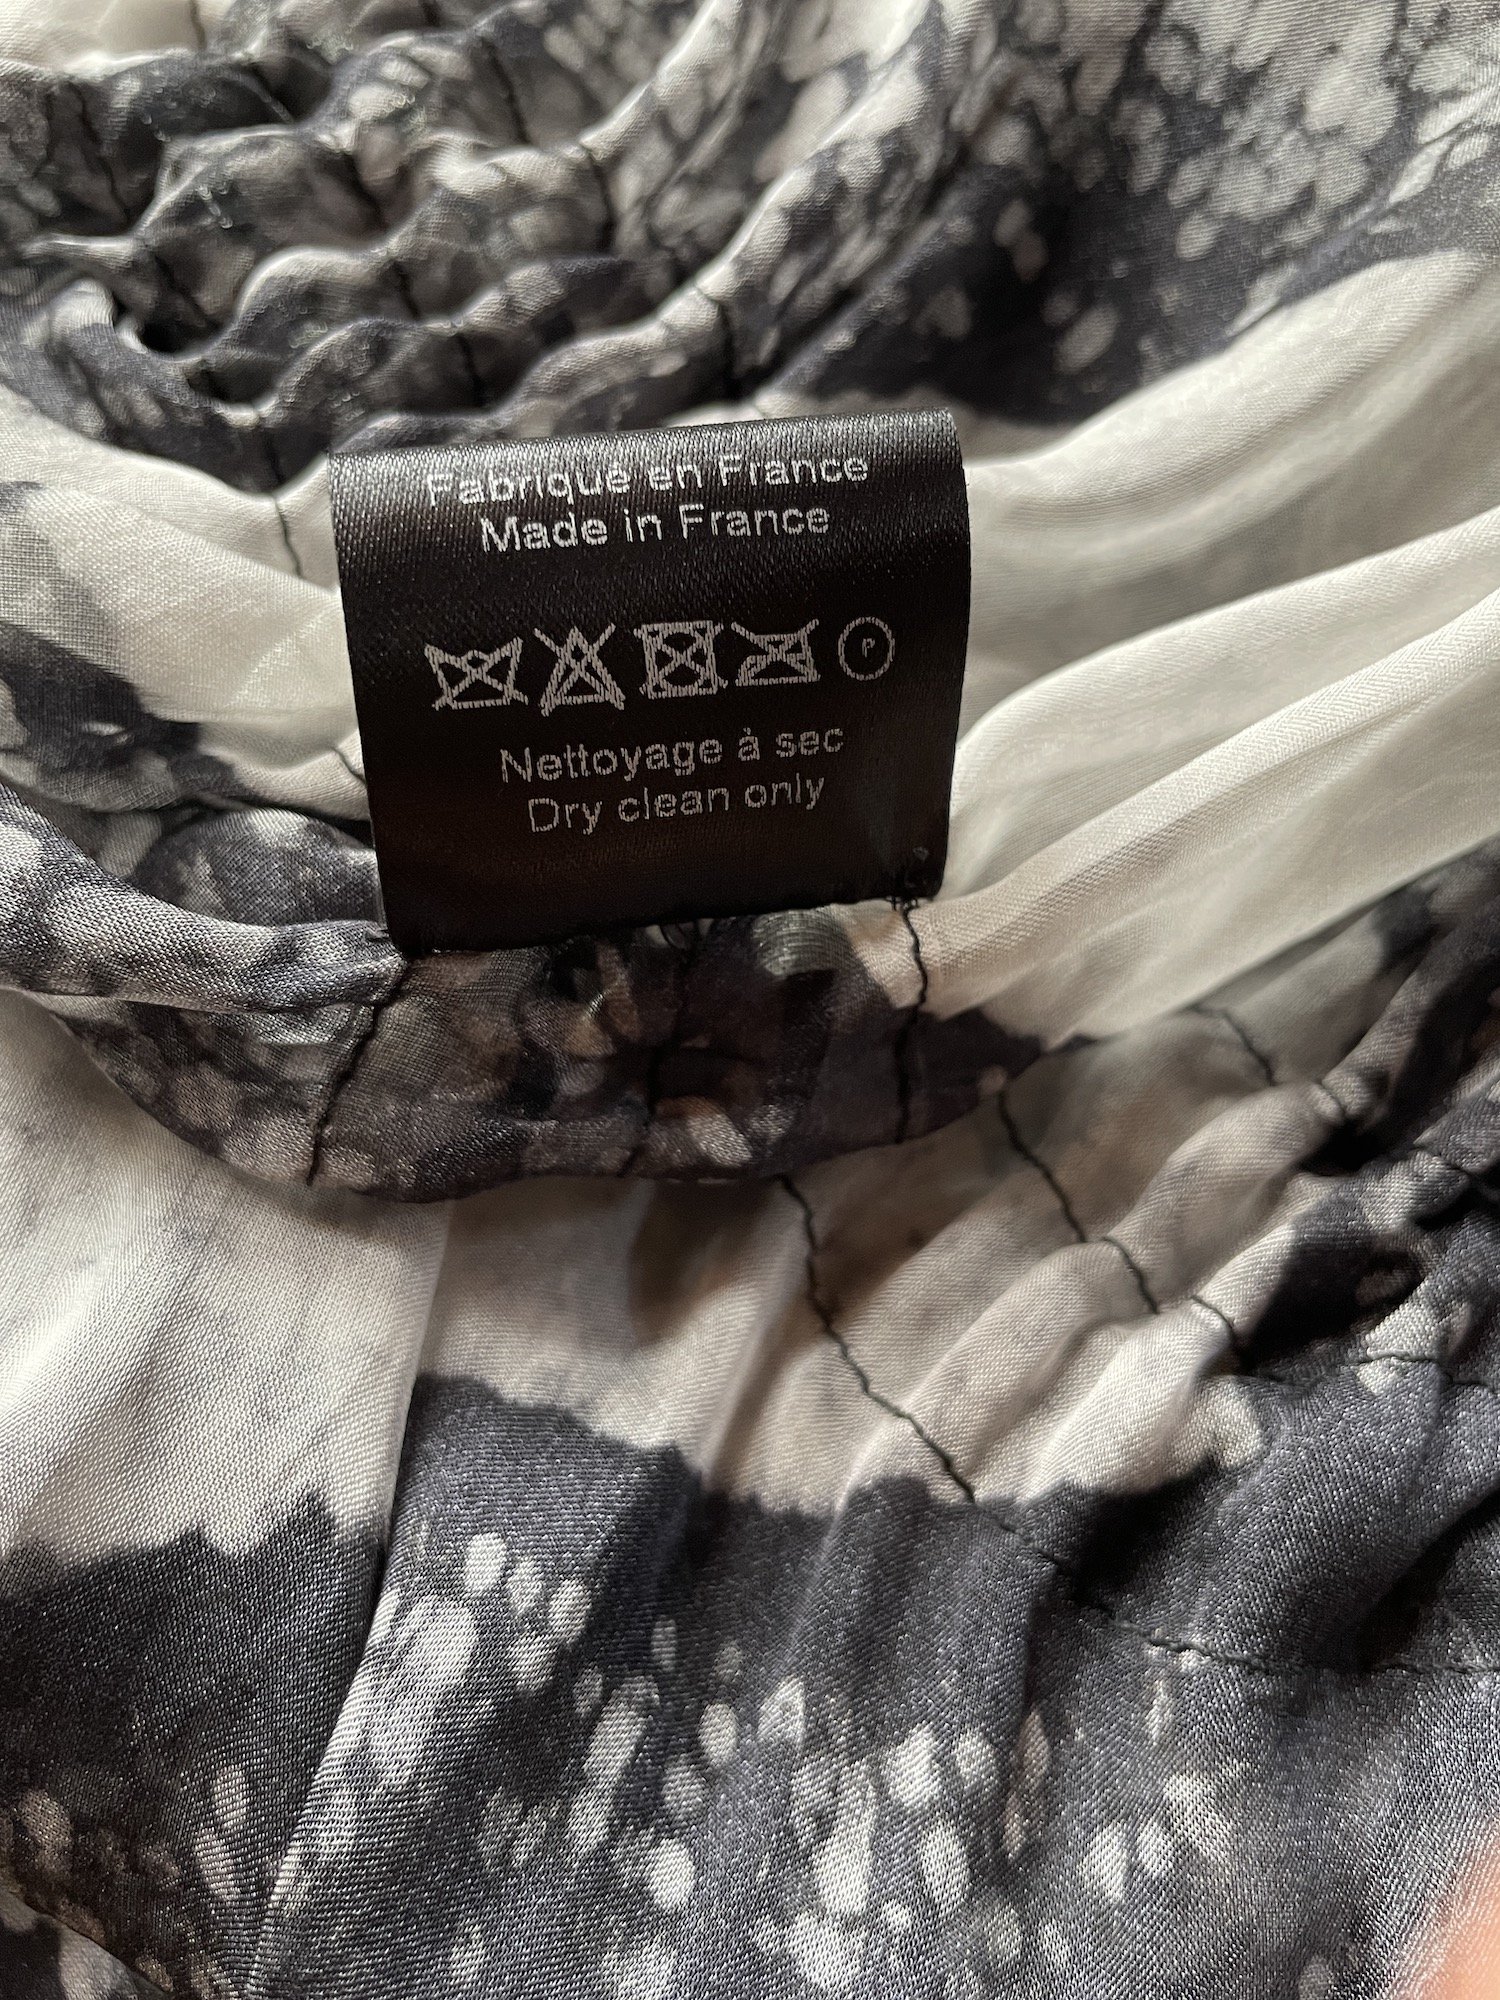 Fabriqué en France
Made in France
P
Nettoyage à sec
Dry clean only